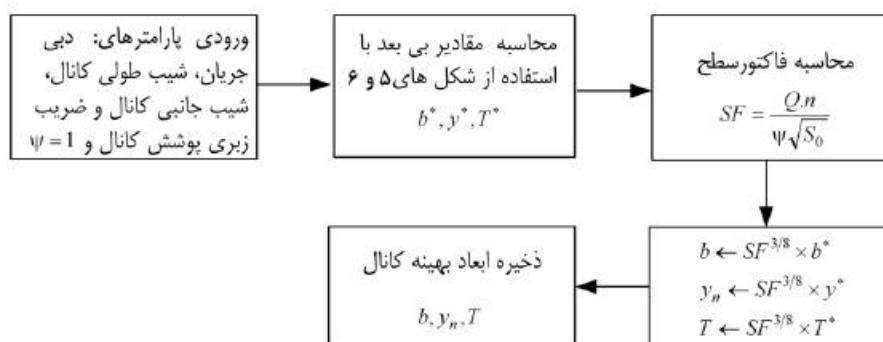 ورودی پارامترهای: دبی
جریان، شیب طولی کانال،
شیب جانبی کانال و ضریب
زبری پوشش کانال و ψ = 1
محاسبه مقادیر بی بعد با
استفاده از شکل های۵ و ۶
b*, y*, T*
محاسبه فاکتورسطح
SF = Q.n / ψ√S₀
b ← SF^{3/8} × b*
yₙ ← SF^{3/8} × y*
T ← SF^{3/8} × T*
ذخیره ابعاد بهینه کانال
b, yₙ, T